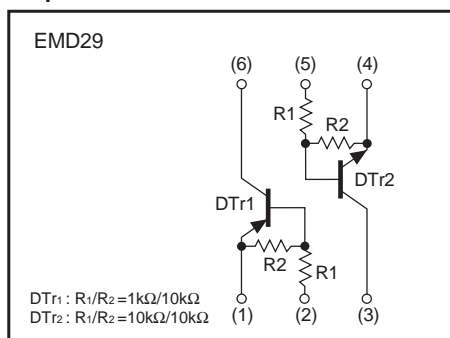 EMD29
(6) (5) (4)
R1
R2
DTr2
DTr1
R2
R1
DTr1 : R1/R2 =1kΩ/10kΩ
DTr2 : R1/R2 =10kΩ/10kΩ
(1) (2) (3)